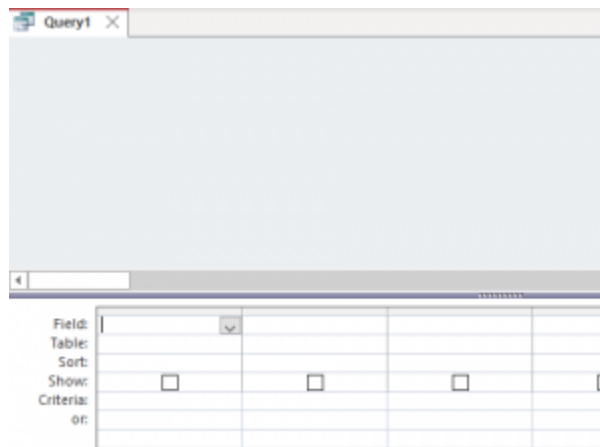 Query1
Field:
Table:
Sort:
Show:
Criteria:
or: